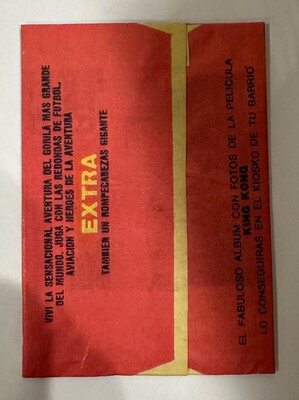 VIVI LA SENSACIONAL AVENTURA DEL GORILA MAS GRANDE
DEL MUNDO. JUGA CON LAS REDONDAS DE FUTBOL,
AVIACION Y HEROES DE LA AVENTURA
EXTRA
TAMBIEN UN ROMPECABEZAS GIGANTE
EL FABULOSO ALBUM CON FOTOS DE LA PELICULA
KING KONG
LO CONSEGUIRAS EN EL KIOSKO DE TU BARRIO